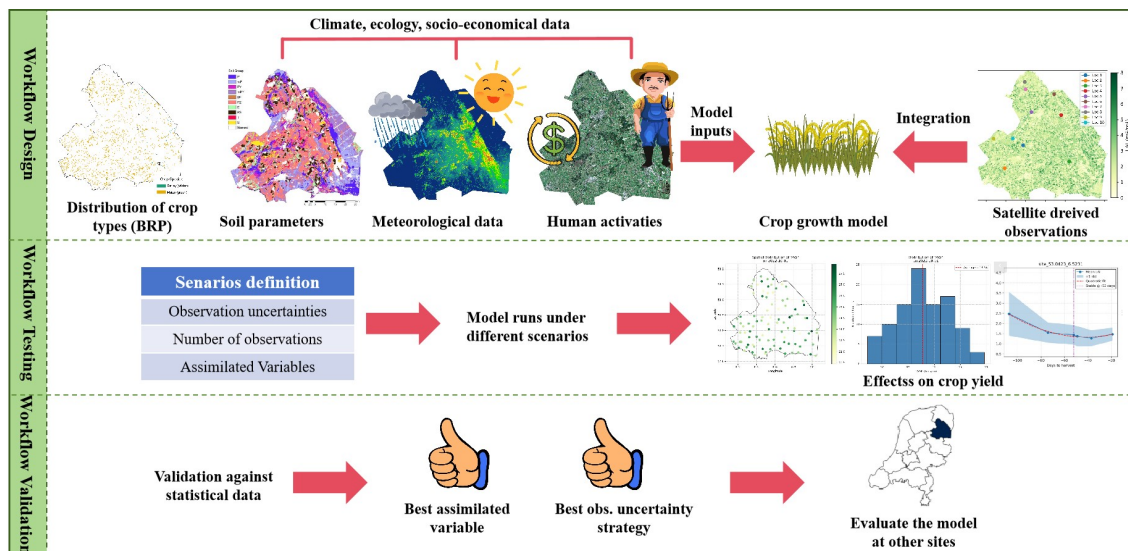 Workflow Design
Climate, ecology, socio-economical data
Distribution of crop
types (BRP)
Soil parameters
Meteorological data
Human activaties
Model
inputs
Crop growth model
Integration
Satellite dreived
observations
Workflow Testing
Senarios definition
Observation uncertainties
Number of observations
Assimilated Variables
Model runs under
different scenarios
Days to harvest
Effectss on crop yield
Workflow Validation
Validation against
statistical data
Best assimilated
variable
Best obs. uncertainty
strategy
Evaluate the model
at other sites